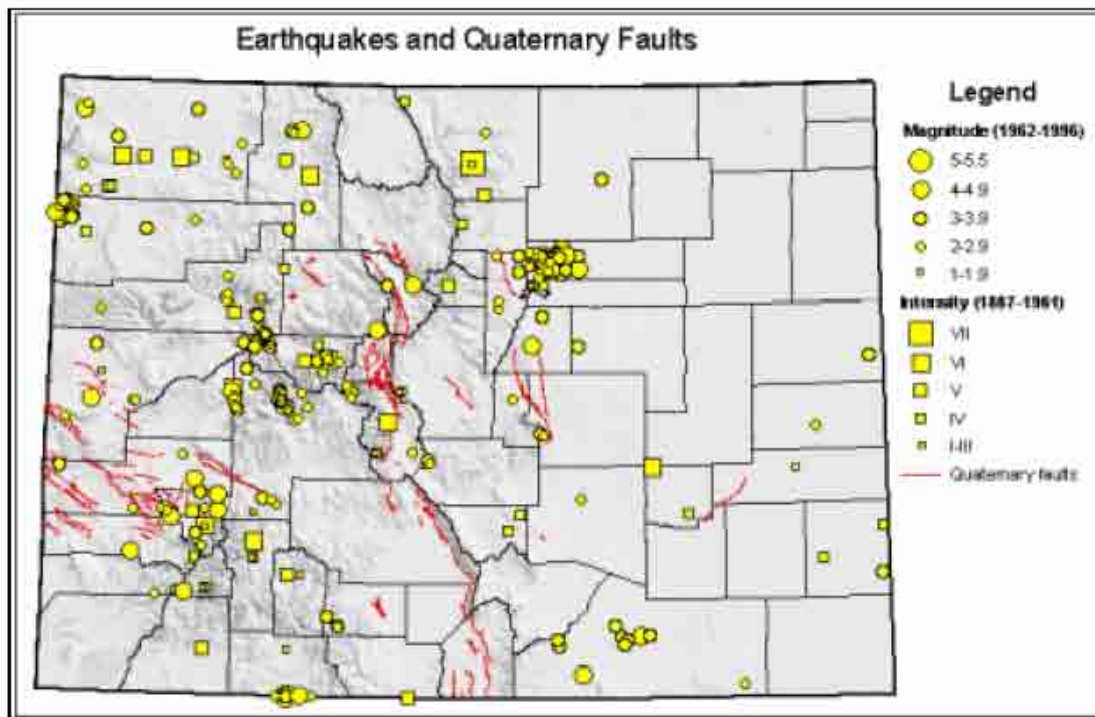 Earthquakes and Quaternary Faults
Legend
Magnitude (1962-1996)
5-5.5
4-4.9
3-3.9
2-2.9
1-1.9
Intensity (1867-1961)
VII
VI
V
IV
I-III
Quaternary faults